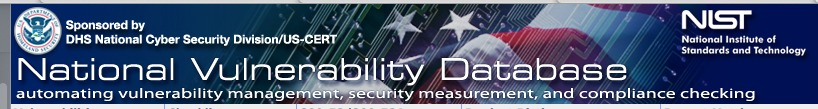 Sponsored by
DHS National Cyber Security Division/US-CERT
NIST
National Institute of
Standards and Technology
National Vulnerability Database
automating vulnerability management, security measurement, and compliance checking